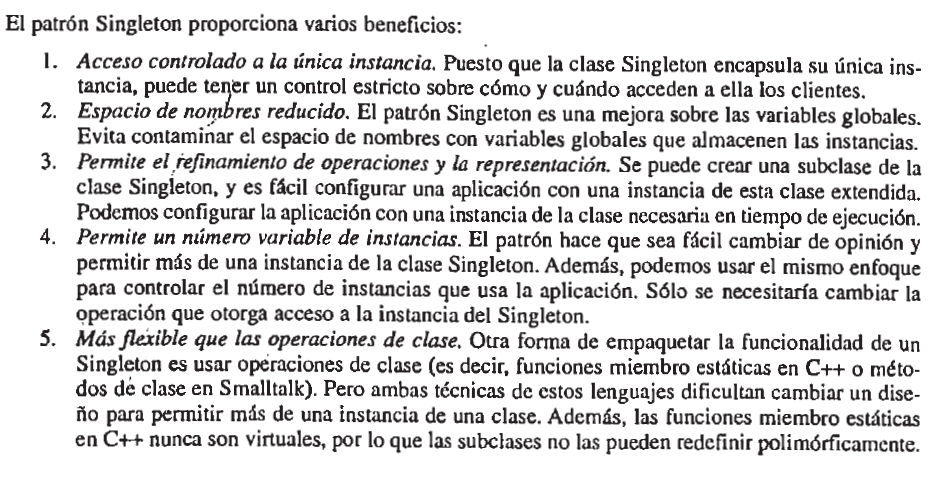 El patrón Singleton proporciona varios beneficios:
1. Acceso controlado a la única instancia. Puesto que la clase Singleton encapsula su única ins-
tancia, puede tener un control estricto sobre cómo y cuándo acceden a ella los clientes.
2. Espacio de nombres reducido. El patrón Singleton es una mejora sobre las variables globales.
Evita contaminar el espacio de nombres con variables globales que almacenen las instancias.
3. Permite el refinamiento de operaciones y la representación. Se puede crear una subclase de la
clase Singleton, y es fácil configurar una aplicación con una instancia de esta clase extendida.
Podemos configurar la aplicación con una instancia de la clase necesaria en tiempo de ejecución.
4. Permite un número variable de instancias. El patrón hace que sea fácil cambiar de opinión y
permitir más de una instancia de la clase Singleton. Además, podemos usar el mismo enfoque
para controlar el número de instancias que usa la aplicación. Sólo se necesitaría cambiar la
operación que otorga acceso a la instancia del Singleton.
5. Más flexible que las operaciones de clase. Otra forma de empaquetar la funcionalidad de un
Singleton es usar operaciones de clase (es decir, funciones miembro estáticas en C++ o méto-
dos de clase en Smalltalk). Pero ambas técnicas de estos lenguajes dificultan cambiar un dise-
ño para permitir más de una instancia de una clase. Además, las funciones miembro estáticas
en C++ nunca son virtuales, por lo que las subclases no las pueden redefinir polimórficamente.